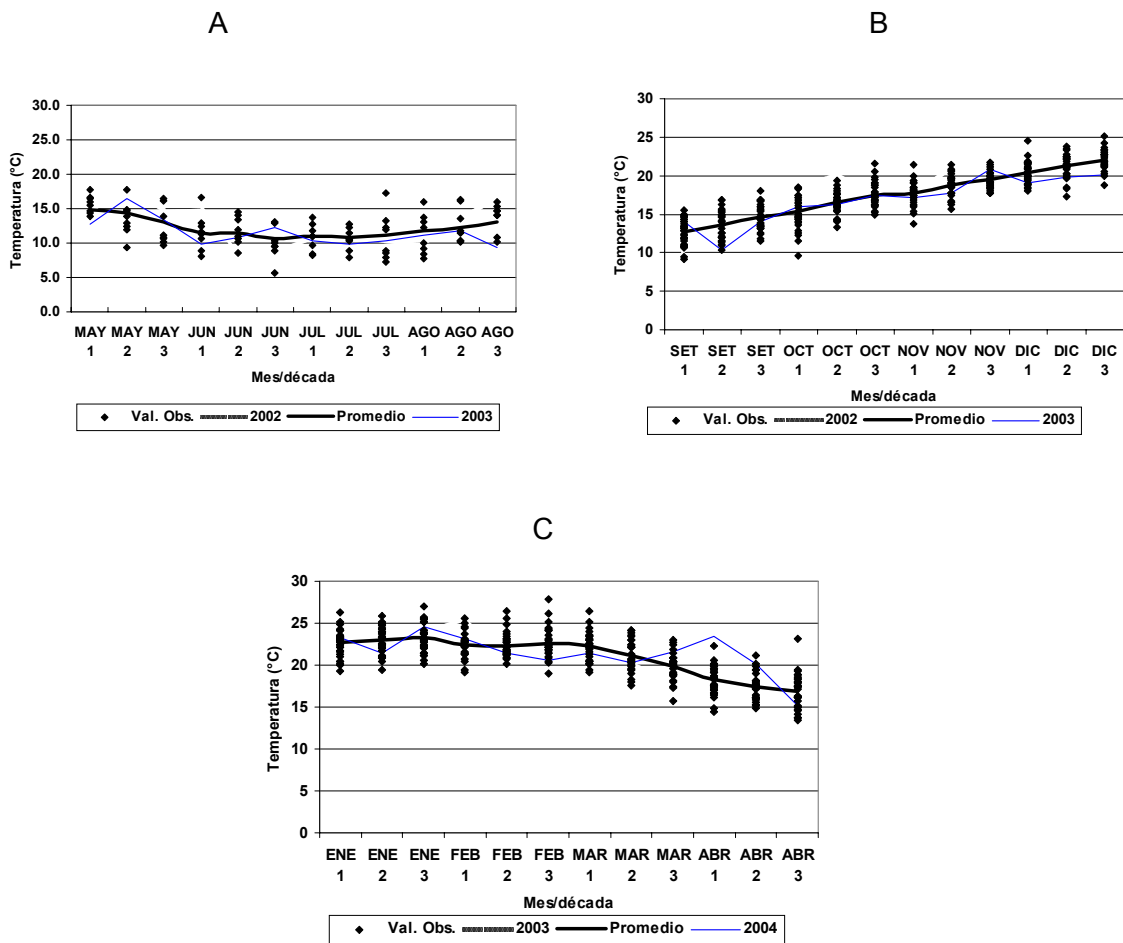 A
Temperatura (°C)
30.0
25.0
20.0
15.0
10.0
5.0
0.0
MAY MAY MAY JUN JUN JUN JUL JUL JUL AGO AGO AGO
1 2 3 1 2 3 1 2 3 1 2 3
Mes/década
Val. Obs. 2002 Promedio 2003
B
Temperatura (°C)
30
25
20
15
10
5
0
SET SET SET OCT OCT OCT NOV NOV NOV DIC DIC DIC
1 2 3 1 2 3 1 2 3 1 2 3
Mes/década
Val. Obs. 2002 Promedio 2003
C
Temperatura (°C)
30
25
20
15
10
5
0
ENE ENE ENE FEB FEB FEB MAR MAR MAR ABR ABR ABR
1 2 3 1 2 3 1 2 3 1 2 3
Mes/década
Val. Obs. 2003 Promedio 2004